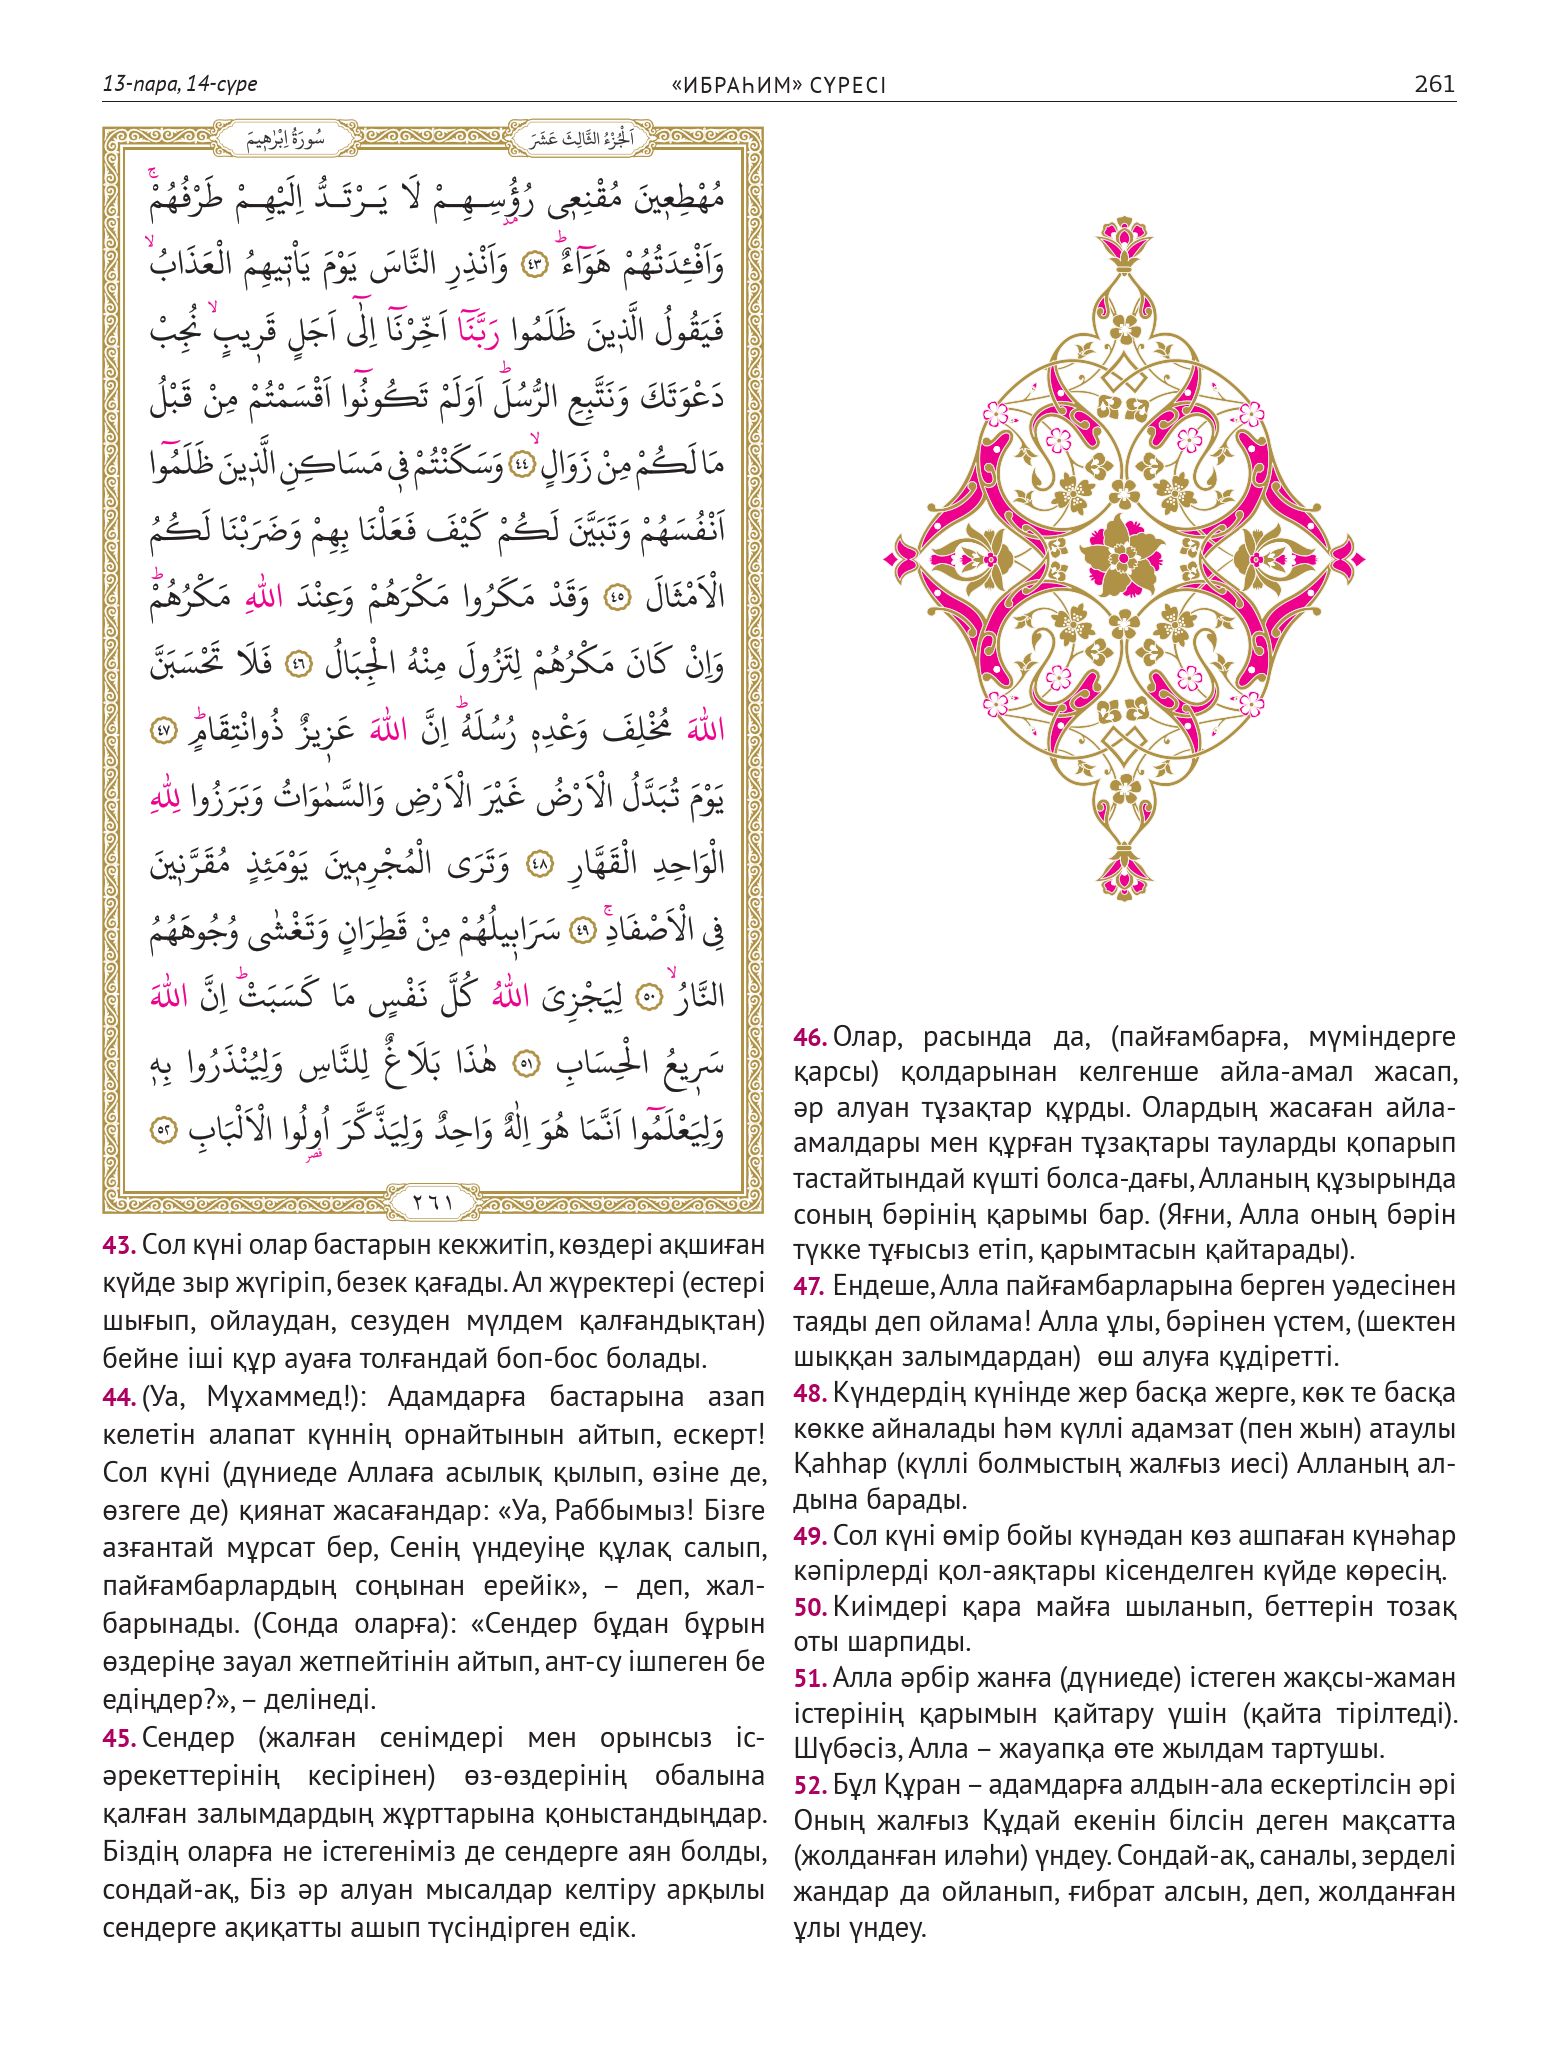 13-пара, 14-сүре
«ИБРАҺИМ» СҮРЕСІ
261
سُورَةُ اِبْرٰهٖيمَ
اَلْجُزْءُ الثَّالِثَ عَشَرَ
مُهْطِعٖينَ مُقْنِعٖى رُؤُسِهِمْ لَا يَرْتَدُّ اِلَيْهِمْ طَرْفُهُمْۚ
وَاَفْـِٔدَتُهُمْ هَوَٓاءٌؕ ﴿٤٣﴾ وَاَنْذِرِ النَّاسَ يَوْمَ يَاْتٖيهِمُ الْعَذَابُۙ
فَيَقُولُ الَّذٖينَ ظَلَمُوا رَبَّنَٓا اَخِّرْنَٓا اِلٰٓى اَجَلٍ قَرٖيبٍۙ نُجِبْ
دَعْوَتَكَ وَنَتَّبِعِ الرُّسُلَؕ اَوَلَمْ تَكُونُٓوا اَقْسَمْتُمْ مِنْ قَبْلُ
مَا لَكُمْ مِنْ زَوَالٍۙ ﴿٤٤﴾ وَسَكَنْتُمْ فٖى مَسَاكِنِ الَّذٖينَ ظَلَمُٓوا
اَنْفُسَهُمْ وَتَبَيَّنَ لَكُمْ كَيْفَ فَعَلْنَا بِهِمْ وَضَرَبْنَا لَكُمُ
الْاَمْثَالَ ﴿٤٥﴾ وَقَدْ مَكَرُوا مَكْرَهُمْ وَعِنْدَ اللّٰهِ مَكْرُهُمْؕ
وَاِنْ كَانَ مَكْرُهُمْ لِتَزُولَ مِنْهُ الْجِبَالُ ﴿٤٦﴾ فَلَا تَحْسَبَنَّ
اللّٰهَ مُخْلِفَ وَعْدِهٖ رُسُلَهُؕ اِنَّ اللّٰهَ عَزٖيزٌ ذُوانْتِقَامٍؕ ﴿٤٧﴾
يَوْمَ تُبَدَّلُ الْاَرْضُ غَيْرَ الْاَرْضِ وَالسَّمٰوَاتُ وَبَرَزُوا لِلّٰهِ
الْوَاحِدِ الْقَهَّارِ ﴿٤٨﴾ وَتَرَى الْمُجْرِمٖينَ يَوْمَئِذٍ مُقَرَّنٖينَ
فِى الْاَصْفَادِۚ ﴿٤٩﴾ سَرَابٖيلُهُمْ مِنْ قَطِرَانٍ وَتَغْشٰى وُجُوهَهُمُ
النَّارُۙ ﴿٥٠﴾ لِيَجْزِىَ اللّٰهُ كُلَّ نَفْسٍ مَا كَسَبَتْؕ اِنَّ اللّٰهَ
سَرٖيعُ الْحِسَابِ ﴿٥١﴾ هٰذَا بَلَاغٌ لِلنَّاسِ وَلِيُنْذَرُوا بِهٖ
وَلِيَعْلَمُٓوا اَنَّمَا هُوَ اِلٰهٌ وَاحِدٌ وَلِيَذَّكَّرَ اُولُوا الْاَلْبَابِ ﴿٥٢﴾
٢٦١
43. Сол күні олар бастарын кекжитіп, көздері ақшиған
күйде зыр жүгіріп, безек қағады. Ал жүректері (естері
шығып, ойлаудан, сезуден мүлдем қалғандықтан)
бейне іші құр ауаға толғандай боп-бос болады.
44. (Уа, Мұхаммед!): Адамдарға бастарына азап
келетін алапат күннің орнайтынын айтып, ескерт!
Сол күні (дүниеде Аллаға асылық қылып, өзіне де,
өзгеге де) қиянат жасағандар: «Уа, Раббымыз! Бізге
азғантай мұрсат бер, Сенің үндеуіңе құлақ салып,
пайғамбарлардың соңынан ерейік», – деп, жал-
барынады. (Сонда оларға): «Сендер бұдан бұрын
өздеріңе зауал жетпейтінін айтып, ант-су ішпеген бе
едіңдер?», – делінеді.
45. Сендер (жалған сенімдері мен орынсыз іс-
әрекеттерінің кесірінен) өз-өздерінің обалына
қалған залымдардың жұрттарына қоныстандыңдар.
Біздің оларға не істегеніміз де сендерге аян болды,
сондай-ақ, Біз әр алуан мысалдар келтіру арқылы
сендерге ақиқатты ашып түсіндірген едік.
46. Олар, расында да, (пайғамбарға, мүміндерге
қарсы) қолдарынан келгенше айла-амал жасап,
әр алуан тұзақтар құрды. Олардың жасаған айла-
амалдары мен құрған тұзақтары тауларды қопарып
тастайтындай күшті болса-дағы, Алланың құзырында
соның бәрінің қарымы бар. (Яғни, Алла оның бәрін
түкке тұғысыз етіп, қарымтасын қайтарады).
47. Ендеше, Алла пайғамбарларына берген уәдесінен
таяды деп ойлама! Алла ұлы, бәрінен үстем, (шектен
шыққан залымдардан) өш алуға құдіретті.
48. Күндердің күнінде жер басқа жерге, көк те басқа
көкке айналады һәм күллі адамзат (пен жын) атаулы
Қаһһар (күллі болмыстың жалғыз иесі) Алланың ал-
дына барады.
49. Сол күні өмір бойы күнәдан көз ашпаған күнәһар
кәпірлерді қол-аяқтары кісенделген күйде көресің.
50. Киімдері қара майға шыланып, беттерін тозақ
оты шарпиды.
51. Алла әрбір жанға (дүниеде) істеген жақсы-жаман
істерінің қарымын қайтару үшін (қайта тірілтеді).
Шүбәсіз, Алла – жауапқа өте жылдам тартушы.
52. Бұл Құран – адамдарға алдын-ала ескертілсін әрі
Оның жалғыз Құдай екенін білсін деген мақсатта
(жолданған иләһи) үндеу. Сондай-ақ, саналы, зерделі
жандар да ойланып, ғибрат алсын, деп, жолданған
ұлы үндеу.